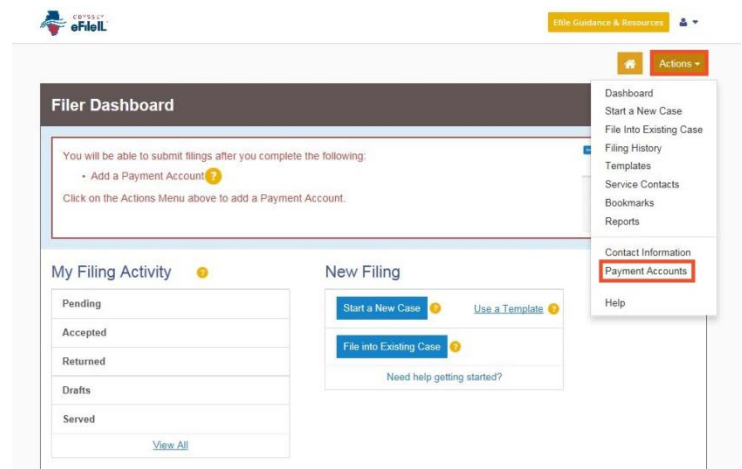 ODYSSEY
eFileIL
Efile Guidance & Resources
Actions
Filer Dashboard
You will be able to submit filings after you complete the following:
• Add a Payment Account ?
Click on the Actions Menu above to add a Payment Account.
Dashboard
Start a New Case
File Into Existing Case
Filing History
Templates
Service Contacts
Bookmarks
Reports
Contact Information
Payment Accounts
Help
My Filing Activity ?
Pending
Accepted
Returned
Drafts
Served
View All
New Filing
Start a New Case ? Use a Template ?
File into Existing Case ?
Need help getting started?